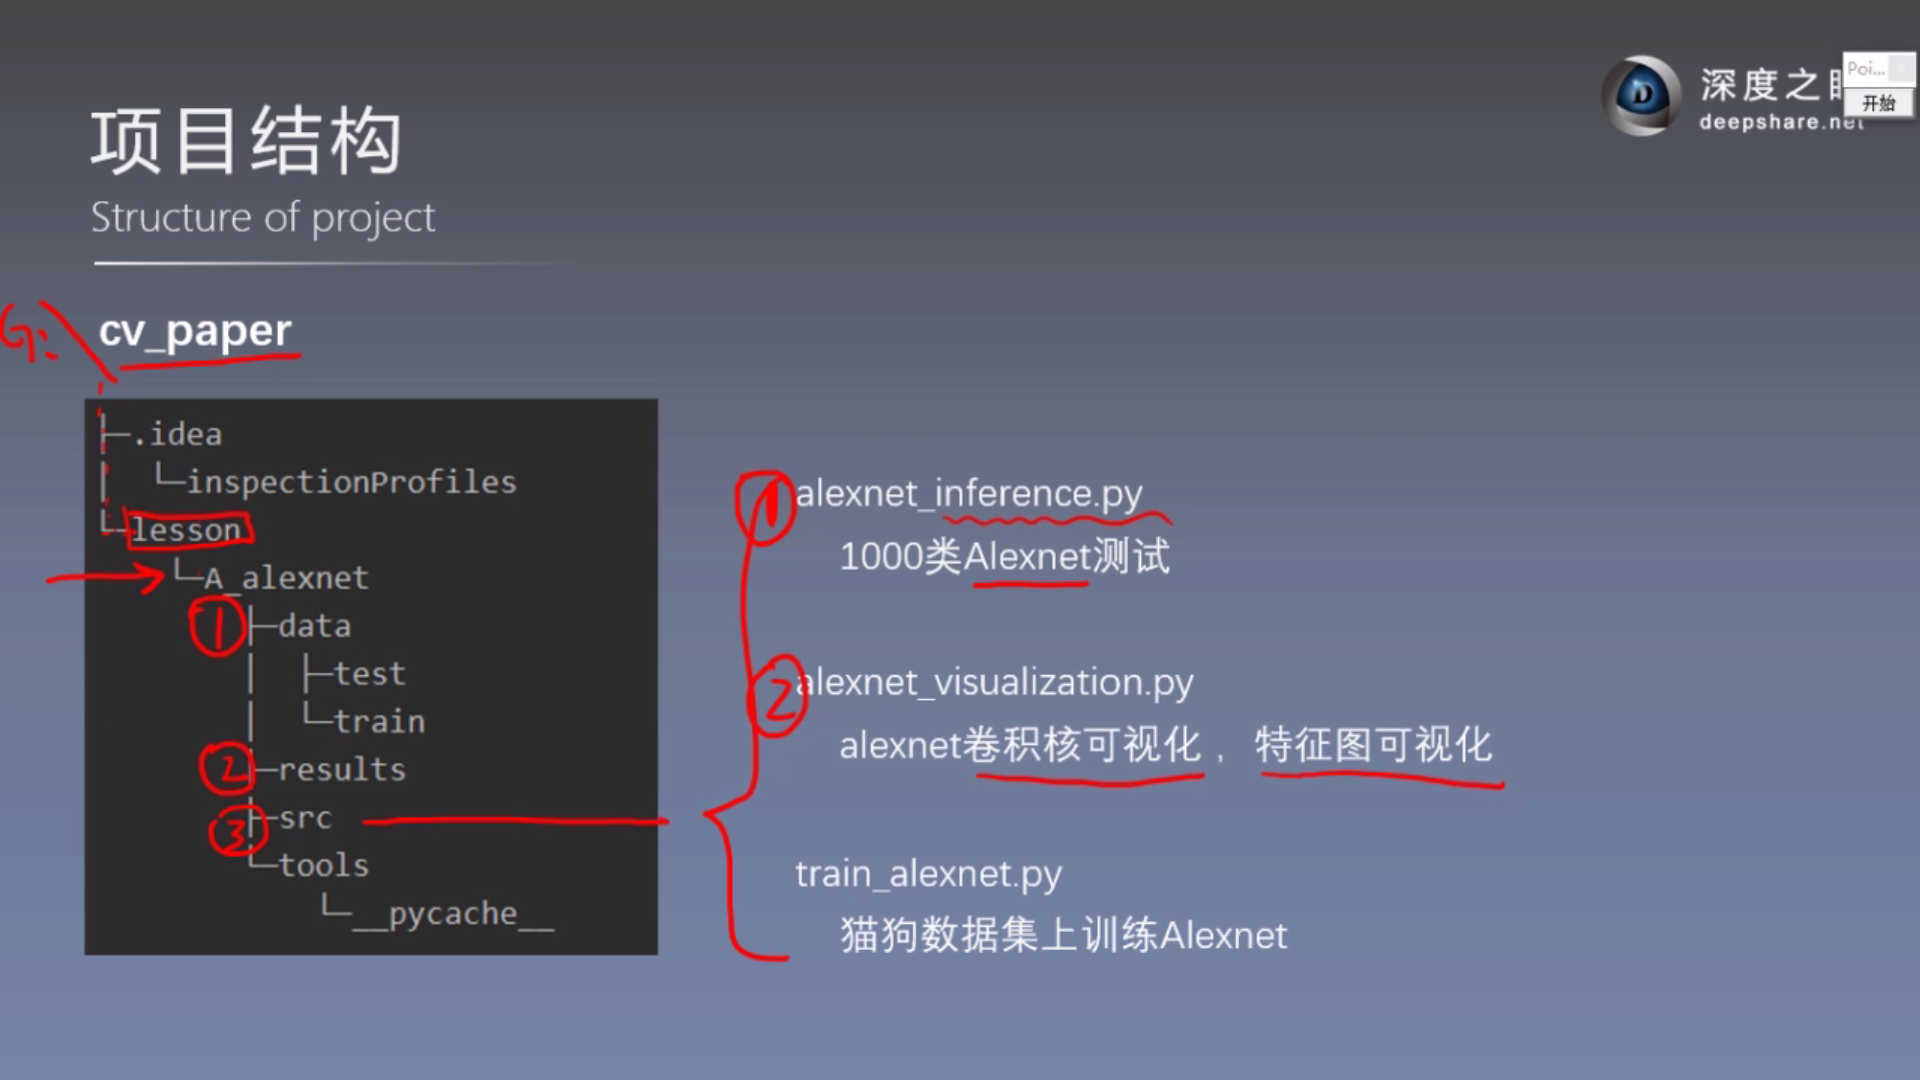 项目结构
Structure of project
深度之
deepshare.net
Poi...
开始
G:
cv_paper
├─.idea
│  └─inspectionProfiles
└─lesson
└─A_alexnet
① ├─data
│  ├─test
│  └─train
② ├─results
③ ├─src
└─tools
└─__pycache__
① alexnet_inference.py
1000类Alexnet测试
② alexnet_visualization.py
alexnet卷积核可视化，特征图可视化
train_alexnet.py
猫狗数据集上训练Alexnet